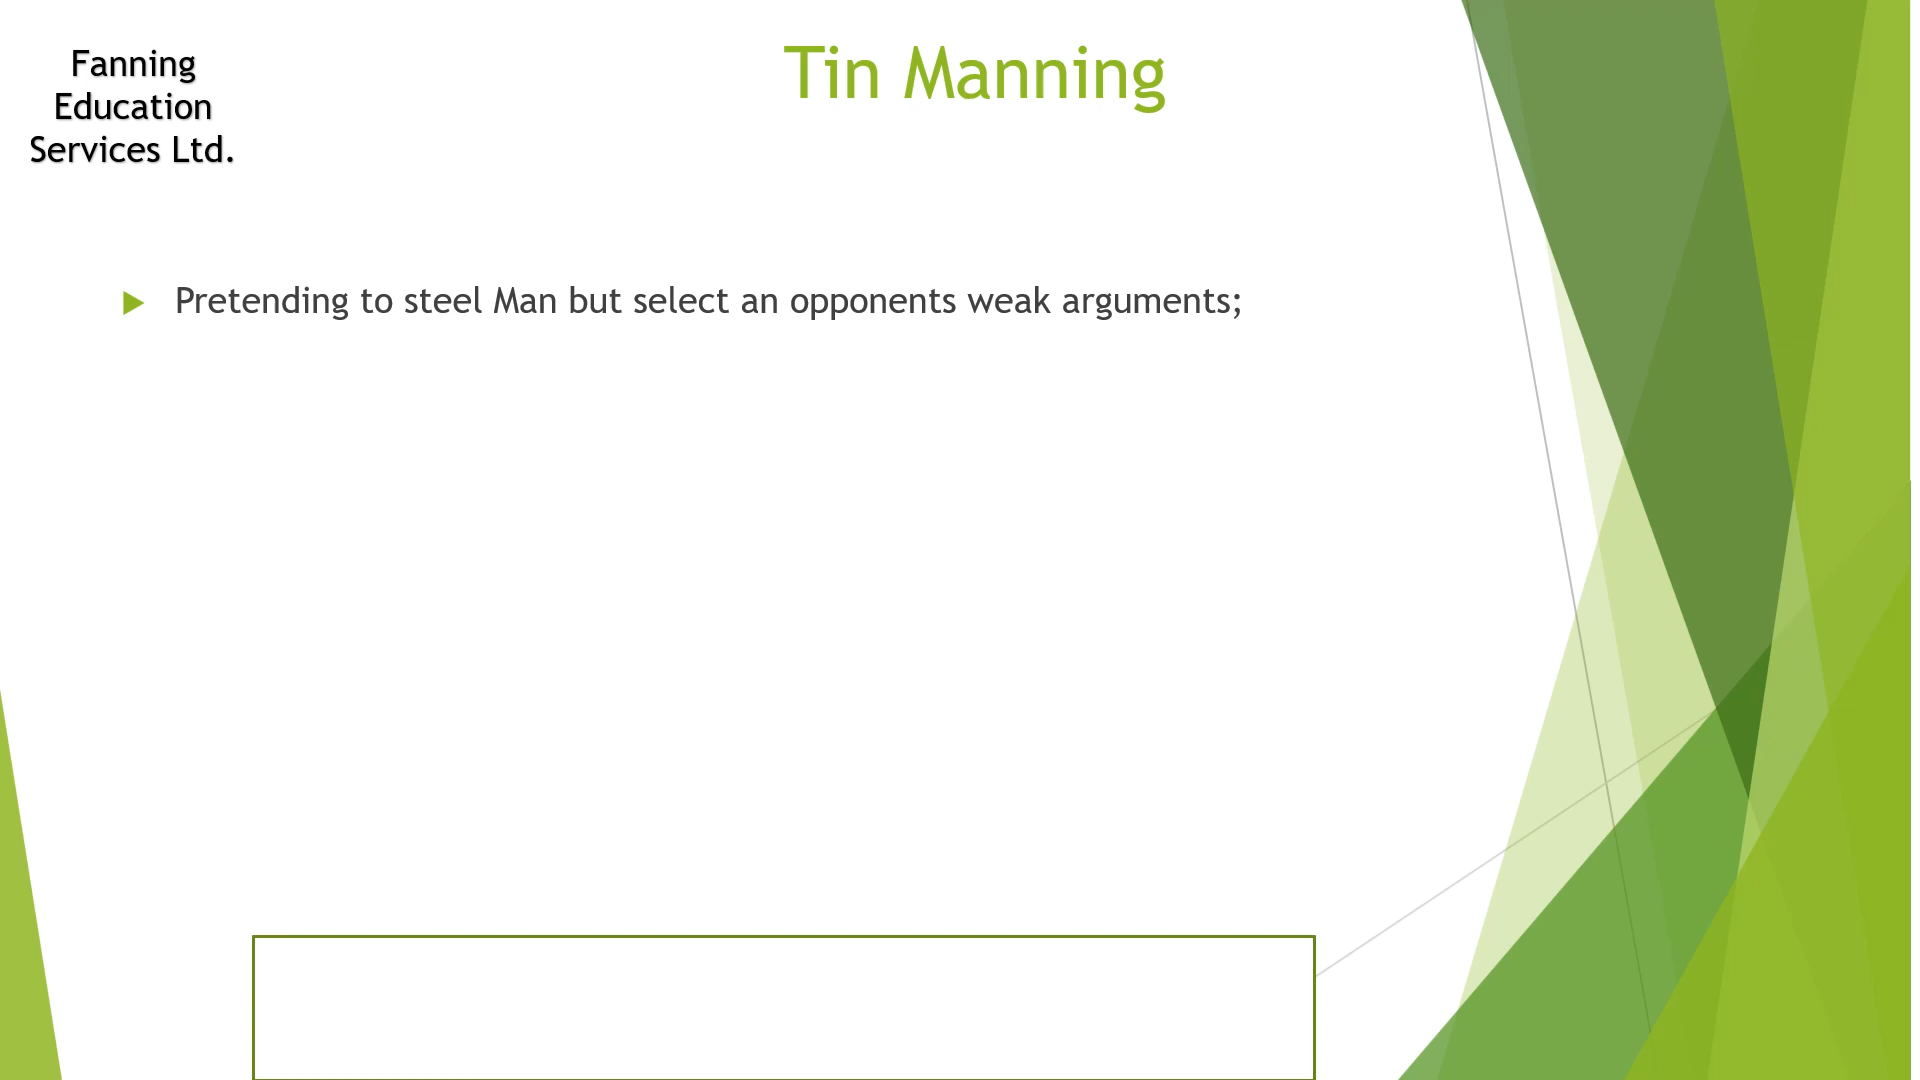 Fanning
Education
Services Ltd.
Tin Manning
Pretending to steel Man but select an opponents weak arguments;